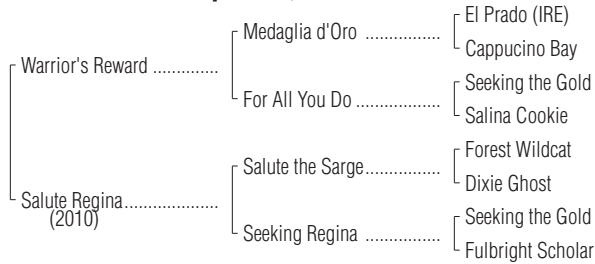 El Prado (IRE)
Medaglia d'Oro ................
Cappucino Bay
Warrior's Reward ..............
Seeking the Gold
For All You Do ..................
Salina Cookie
Forest Wildcat
Salute the Sarge................
Dixie Ghost
Salute Regina....................
(2010)
Seeking the Gold
Seeking Regina ................
Fulbright Scholar